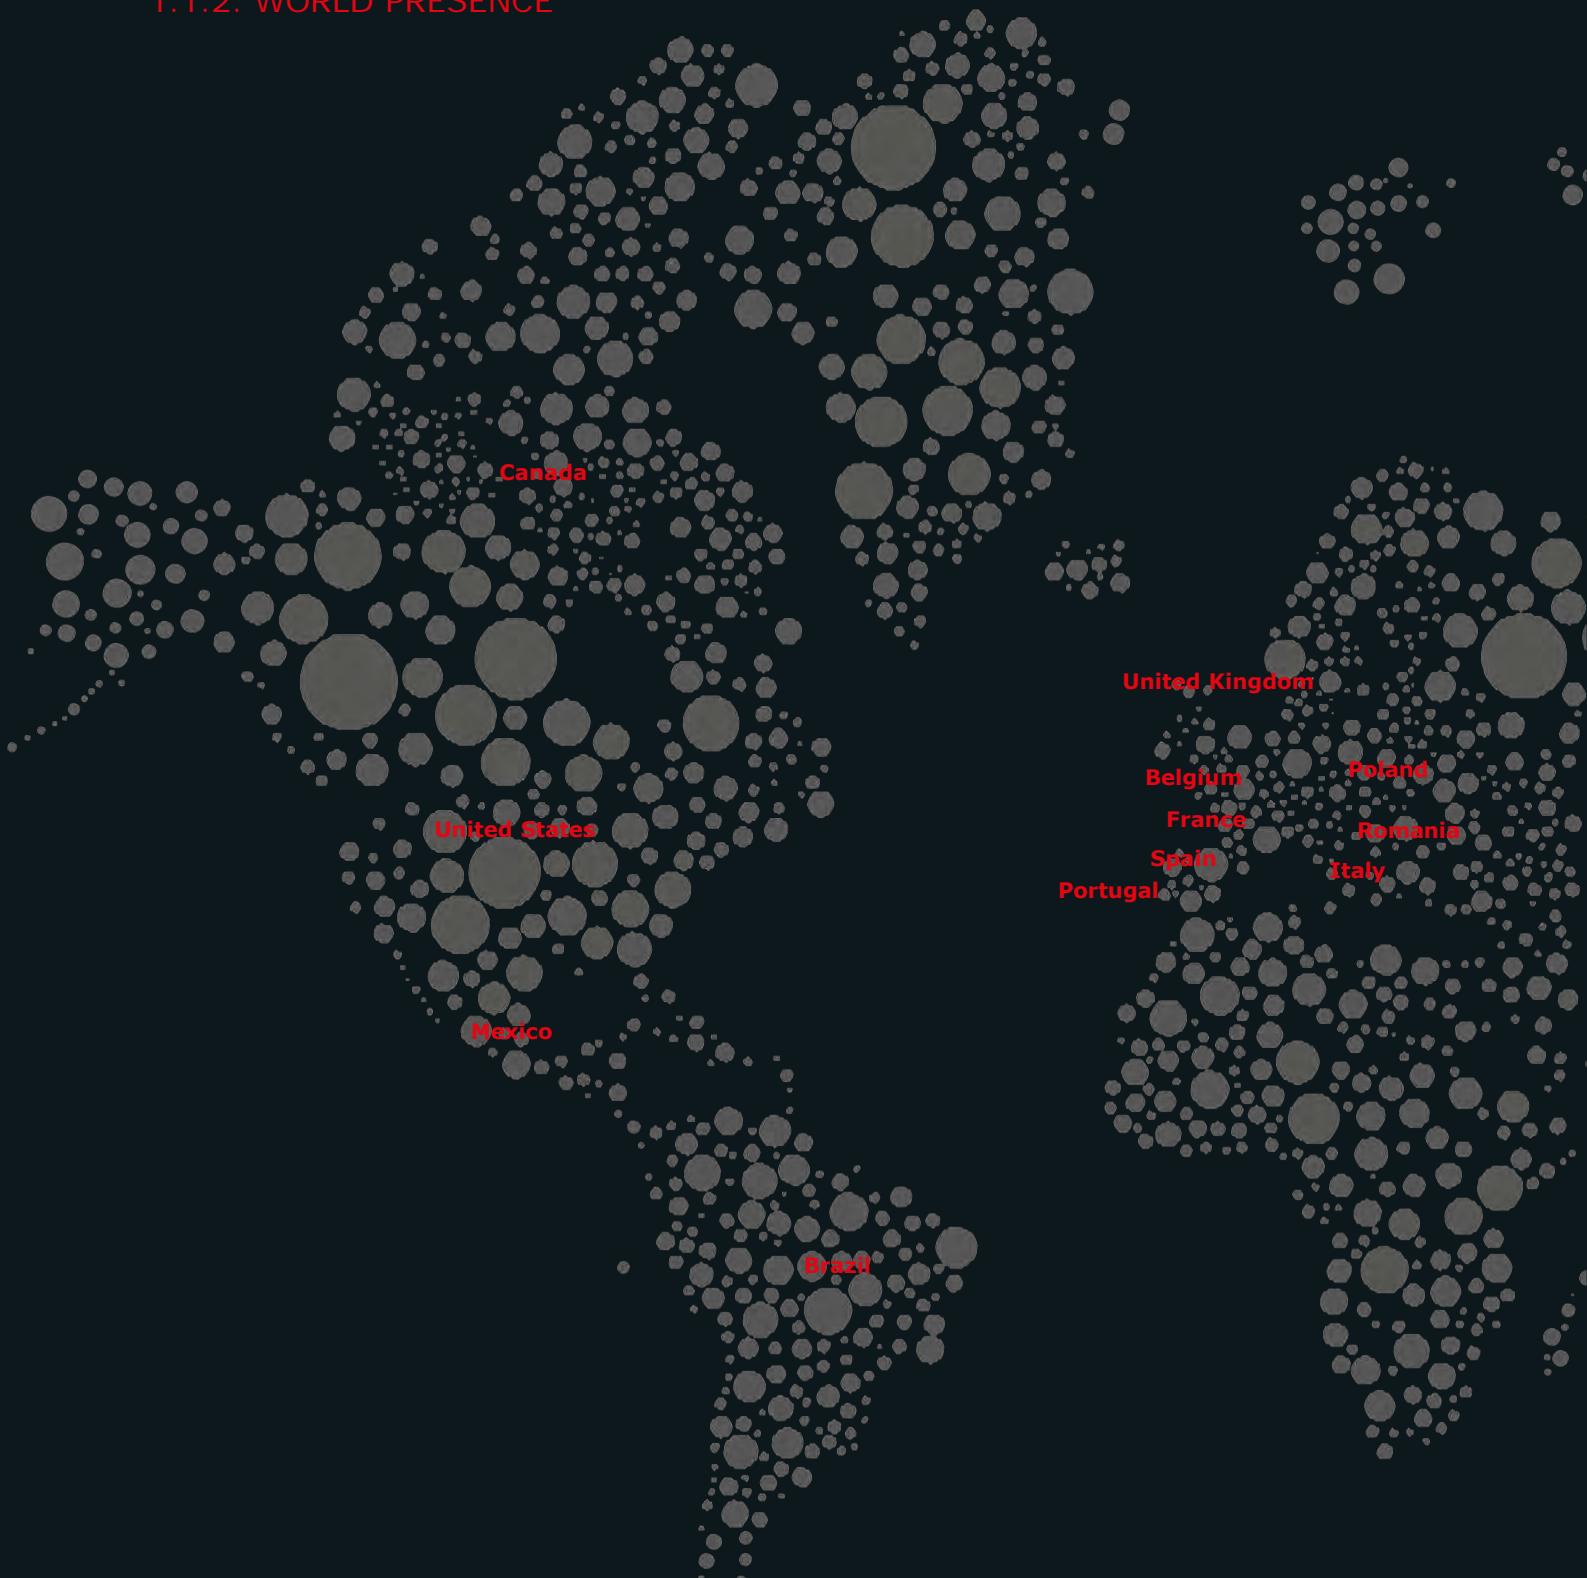 1.1.2. WORLD PRESENCE
Canada
United Kingdom
Belgium
Poland
France
United States
Romania
Spain
Italy
Portugal
Mexico
Brazil